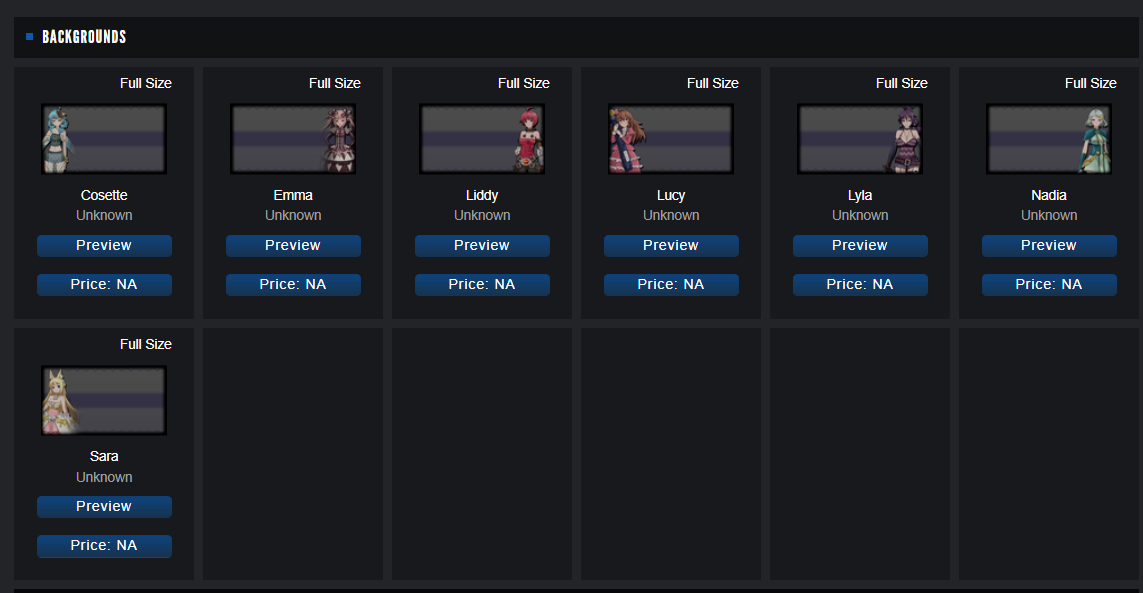 BACKGROUNDS
Full Size Full Size Full Size Full Size Full Size Full Size
Cosette Emma Liddy Lucy Lyla Nadia
Unknown Unknown Unknown Unknown Unknown Unknown
Preview Preview Preview Preview Preview Preview
Price: NA Price: NA Price: NA Price: NA Price: NA Price: NA
Full Size
Sara
Unknown
Preview
Price: NA